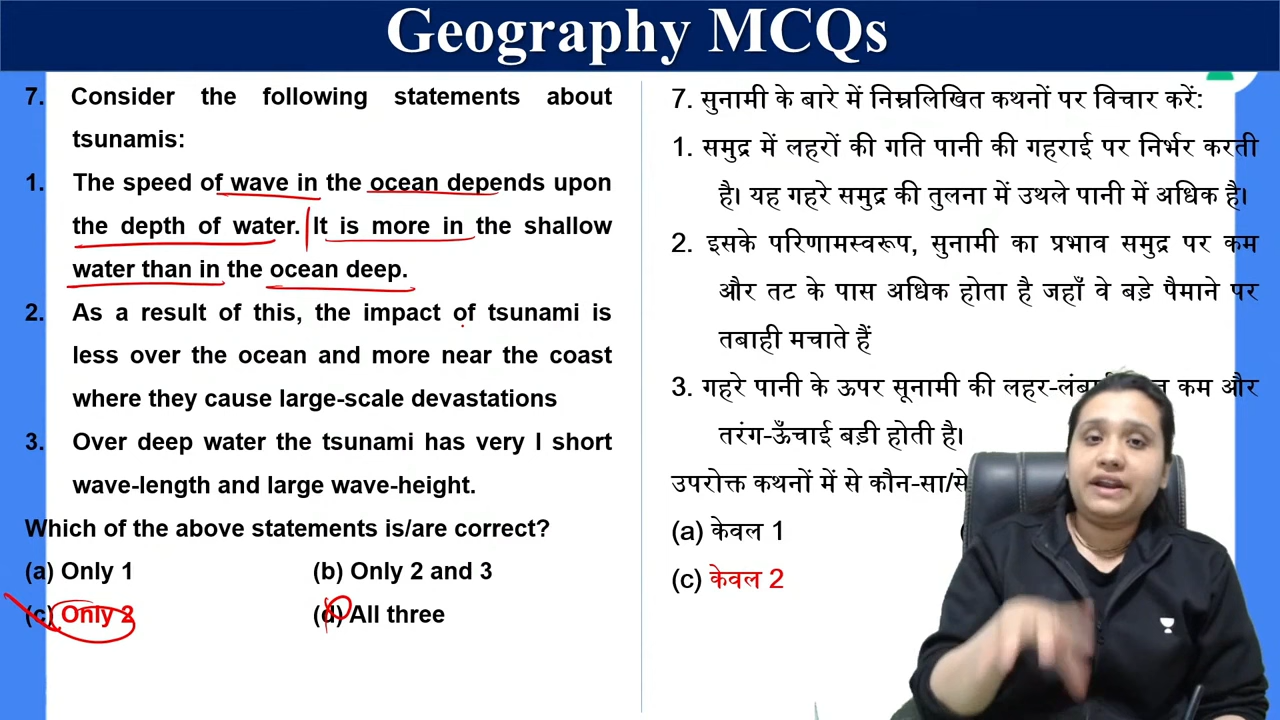 Geography MCQs
7. Consider the following statements about
tsunamis:
1. The speed of wave in the ocean depends upon
the depth of water. It is more in the shallow
water than in the ocean deep.
2. As a result of this, the impact of tsunami is
less over the ocean and more near the coast
where they cause large-scale devastations
3. Over deep water the tsunami has very l short
wave-length and large wave-height.
Which of the above statements is/are correct?
(a) Only 1 (b) Only 2 and 3
(c) Only 2 (d) All three
7. सुनामी के बारे में निम्नलिखित कथनों पर विचार करें:
1. समुद्र में लहरों की गति पानी की गहराई पर निर्भर करती
है। यह गहरे समुद्र की तुलना में उथले पानी में अधिक है।
2. इसके परिणामस्वरूप, सुनामी का प्रभाव समुद्र पर कम
और तट के पास अधिक होता है जहाँ वे बड़े पैमाने पर
तबाही मचाते हैं
3. गहरे पानी के ऊपर सूनामी की कम और
तरंग-ऊँचाई बड़ी होती है।
उपरोक्त कथनों में से कौन-सा/से
(a) केवल 1
(c) केवल 2